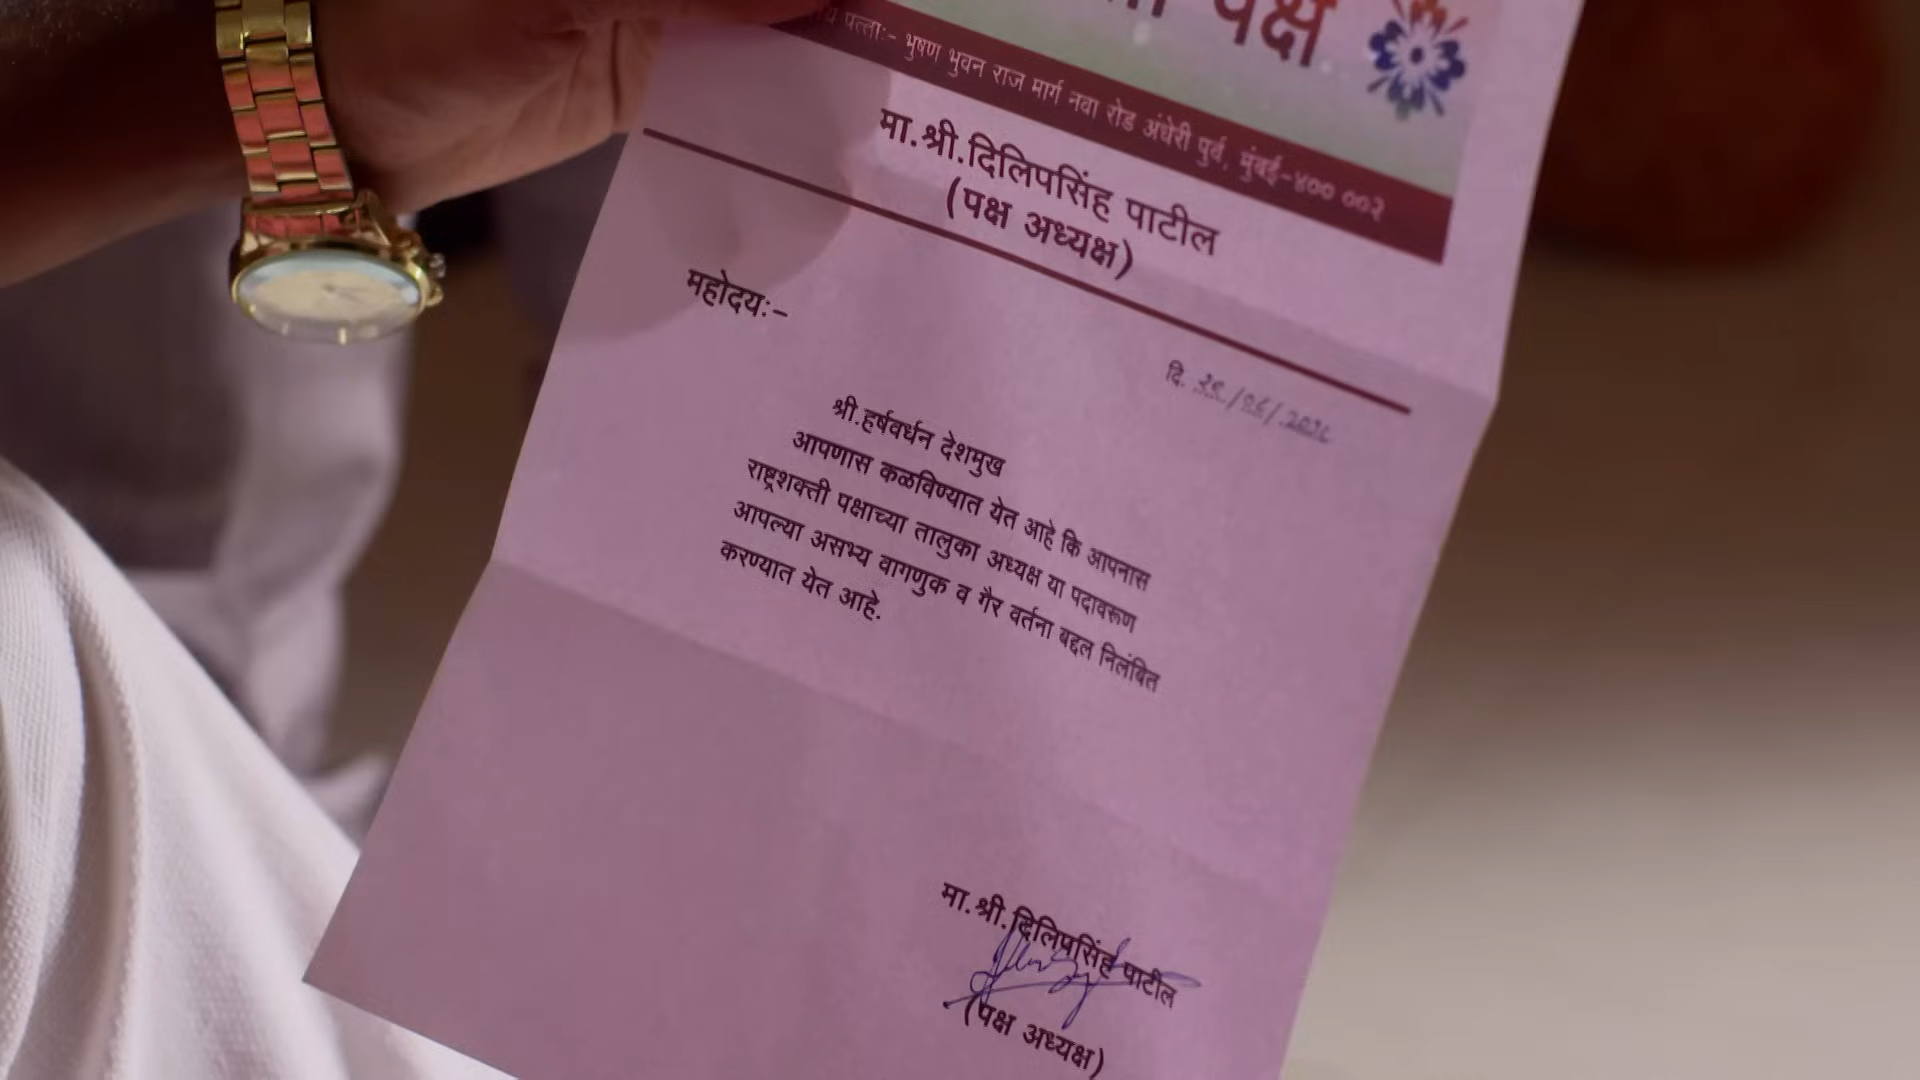 पक्ष
पत्ता:- भुषण भुवन राज मार्ग नवा रोड अंधेरी पुर्व, मुंबई-४०० ००२
मा.श्री.दिलिपसिंह पाटील
(पक्ष अध्यक्ष)
महोदय:-
दि.
श्री.हर्षवर्धन देशमुख
आपणास कळविण्यात येत आहे कि आपनास
राष्ट्रशक्ती पक्षाच्या तालुका अध्यक्ष या पदावरूण
आपल्या असभ्य वागणुक व गैर वर्तना बद्दल निलंबित
करण्यात येत आहे.
मा.श्री.दिलिपसिंह पाटील
(पक्ष अध्यक्ष)